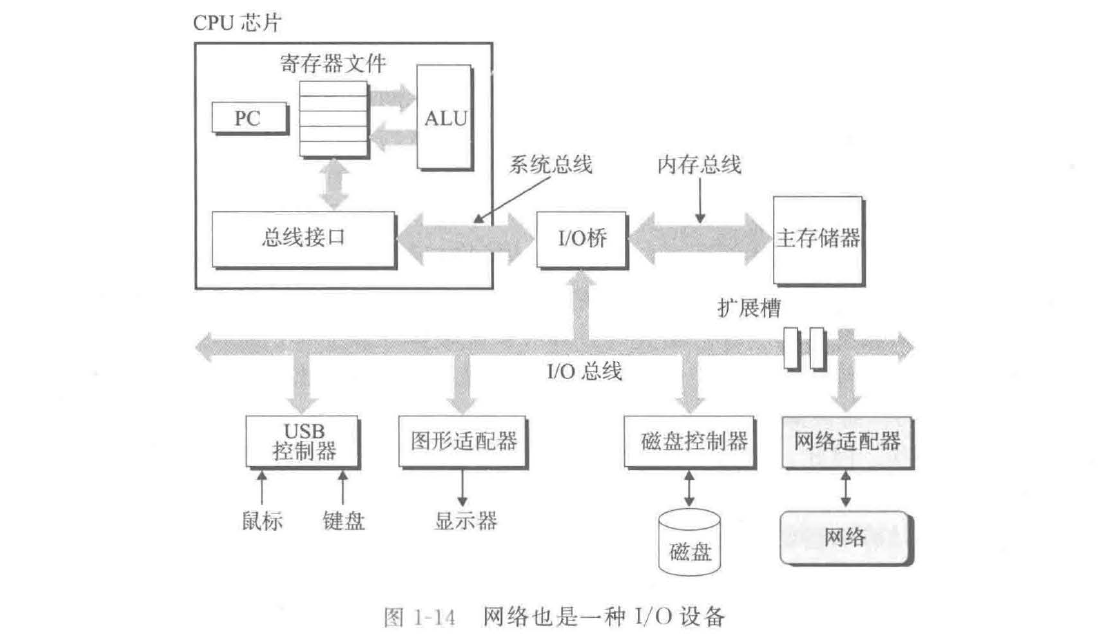 CPU 芯片
寄存器文件
PC
ALU
系统总线
内存总线
总线接口
I/O桥
主存储器
扩展槽
I/O 总线
USB
控制器
图形适配器
磁盘控制器
网络适配器
鼠标
键盘
显示器
磁盘
网络
图 1-14 网络也是一种 I/O 设备